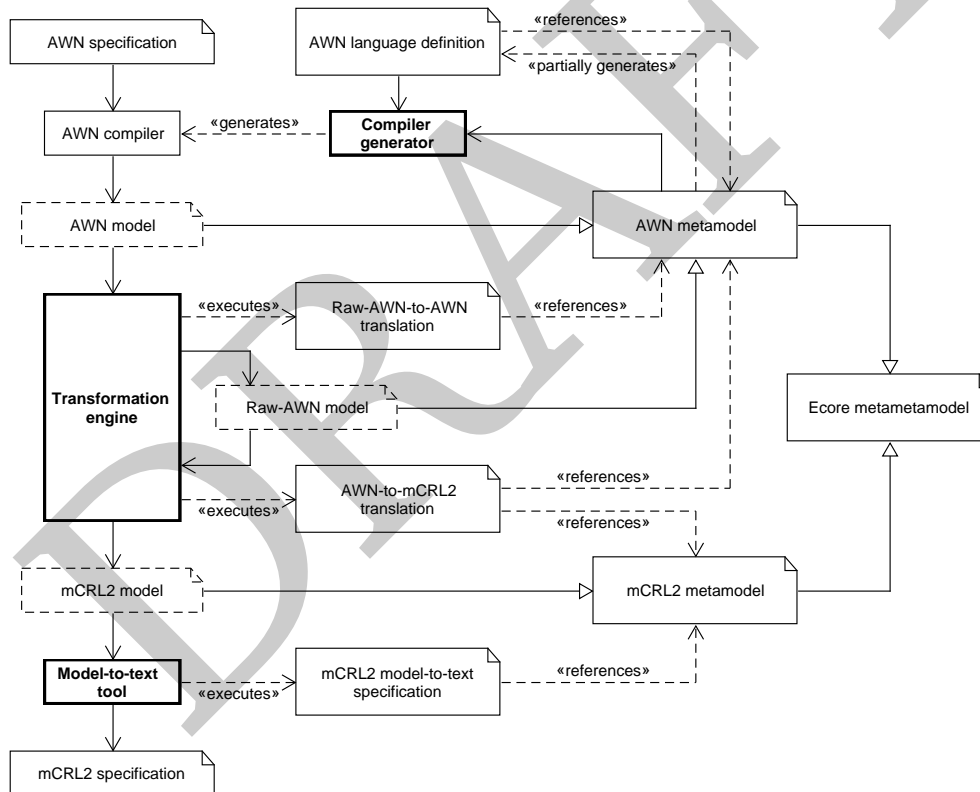 «references»
AWN specification
AWN language definition
«partially generates»
AWN compiler
«generates»
Compiler
generator
AWN model
AWN metamodel
«executes»
Raw-AWN-to-AWN
translation
«references»
Transformation
engine
Raw-AWN model
Ecore metametamodel
AWN-to-mCRL2
translation
«references»
«executes»
«references»
mCRL2 model
mCRL2 metamodel
Model-to-text
tool
«executes»
mCRL2 model-to-text
specification
«references»
mCRL2 specification
DRAF